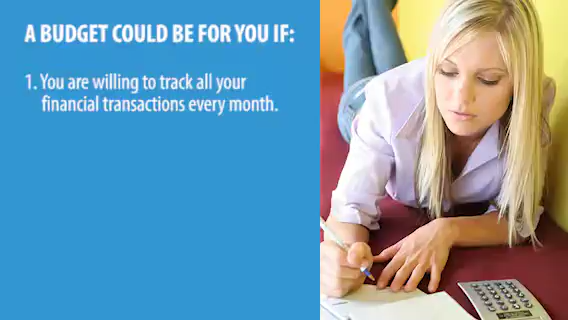 A BUDGET COULD BE FOR YOU IF:
1. You are willing to track all your
financial transactions every month.